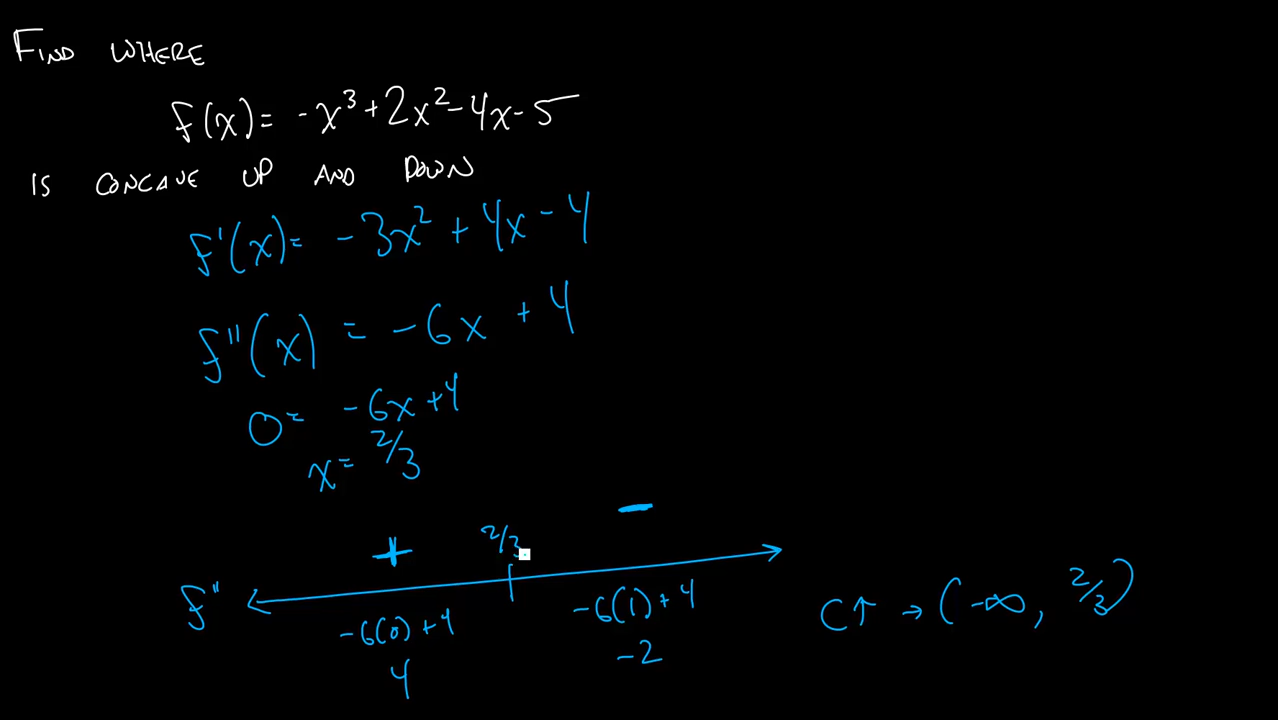 FIND WHERE
f(x)= -x³+2x²-4x-5
IS CONCAVE UP AND DOWN
f'(x)= -3x²+4x-4
f''(x) = -6x+4
0= -6x+4
x= 2/3
+ 2/3 -
f''
-6(0)+4 -6(1)+4
4 -2
C↑ → (-∞, 2/3)